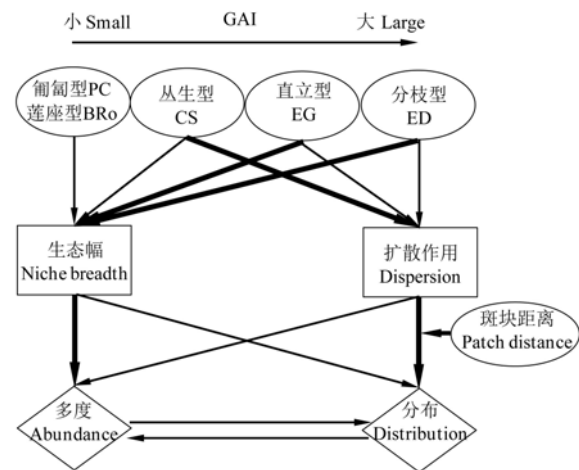 小 Small GAI 大 Large
匍匐型PC
莲座型BRo
丛生型
CS
直立型
EG
分枝型
ED
生态幅
Niche breadth
扩散作用
Dispersion
斑块距离
Patch distance
多度
Abundance
分布
Distribution